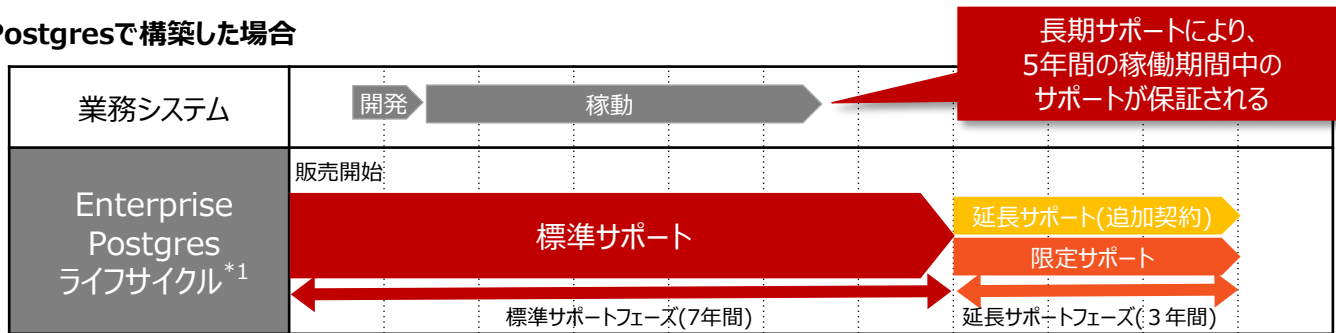 Postgresで構築した場合
長期サポートにより、
5年間の稼働期間中の
サポートが保証される
業務システム
開発
稼動
販売開始
Enterprise
Postgres
ライフサイクル*1
標準サポート
延長サポート(追加契約)
限定サポート
標準サポートフェーズ(7年間)
延長サポートフェーズ(３年間)